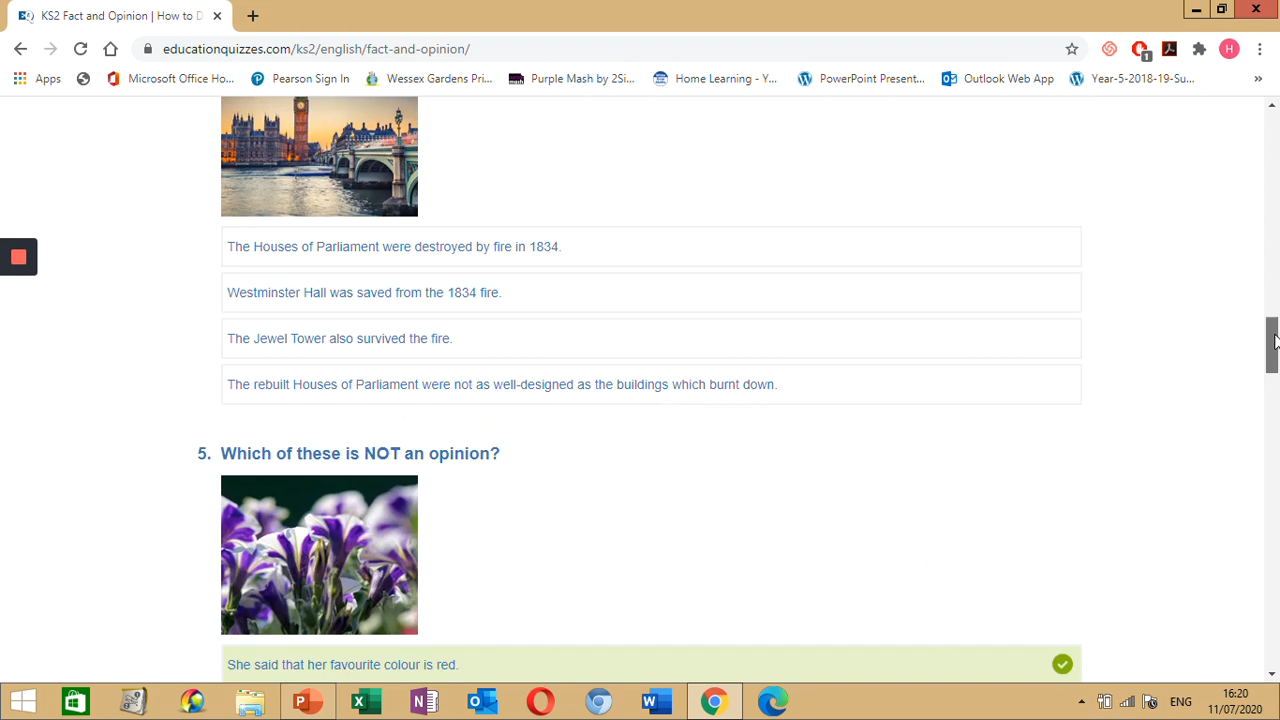 KS2 Fact and Opinion | How to D
educationquizzes.com/ks2/english/fact-and-opinion/
1
H
Apps
Microsoft Office Ho...
Pearson Sign In
Wessex Gardens Pri...
Purple Mash by 2Si...
Home Learning - Y...
PowerPoint Present...
Outlook Web App
Year-5-2018-19-Su...
»
The Houses of Parliament were destroyed by fire in 1834.
Westminster Hall was saved from the 1834 fire.
The Jewel Tower also survived the fire.
The rebuilt Houses of Parliament were not as well-designed as the buildings which burnt down.
5. Which of these is NOT an opinion?
She said that her favourite colour is red.
ENG
16:20
11/07/2020